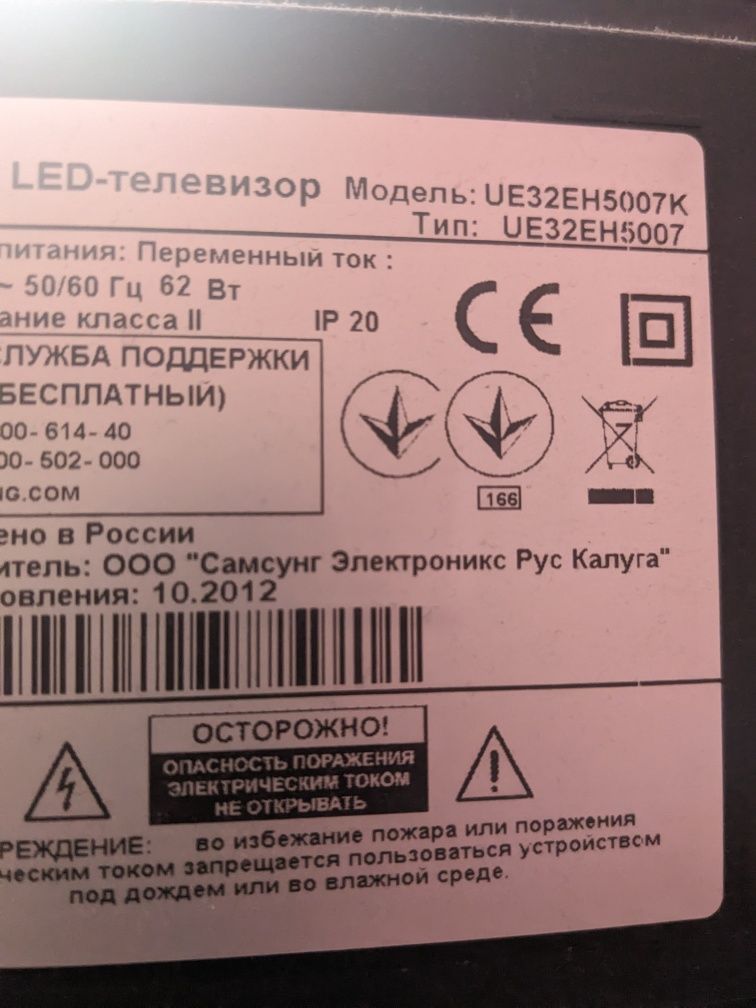 LED-телевизор Модель: UE32EH5007K
Тип: UE32EH5007
питания: Переменный ток :
~ 50/60 Гц 62 Вт
ание класса II IP 20 CE
СЛУЖБА ПОДДЕРЖКИ
(БЕСПЛАТНЫЙ)
00-614-40
00-502-000
NG.COM
166
ено в России
итель: ООО "Самсунг Электроникс Рус Калуга"
овления: 10.2012
ОСТОРОЖНО!
ОПАСНОСТЬ ПОРАЖЕНИЯ
ЭЛЕКТРИЧЕСКИМ ТОКОМ
НЕ ОТКРЫВАТЬ
РЕЖДЕНИЕ: во избежание пожара или поражения
ческим током запрещается пользоваться устройством
под дождем или во влажной среде.